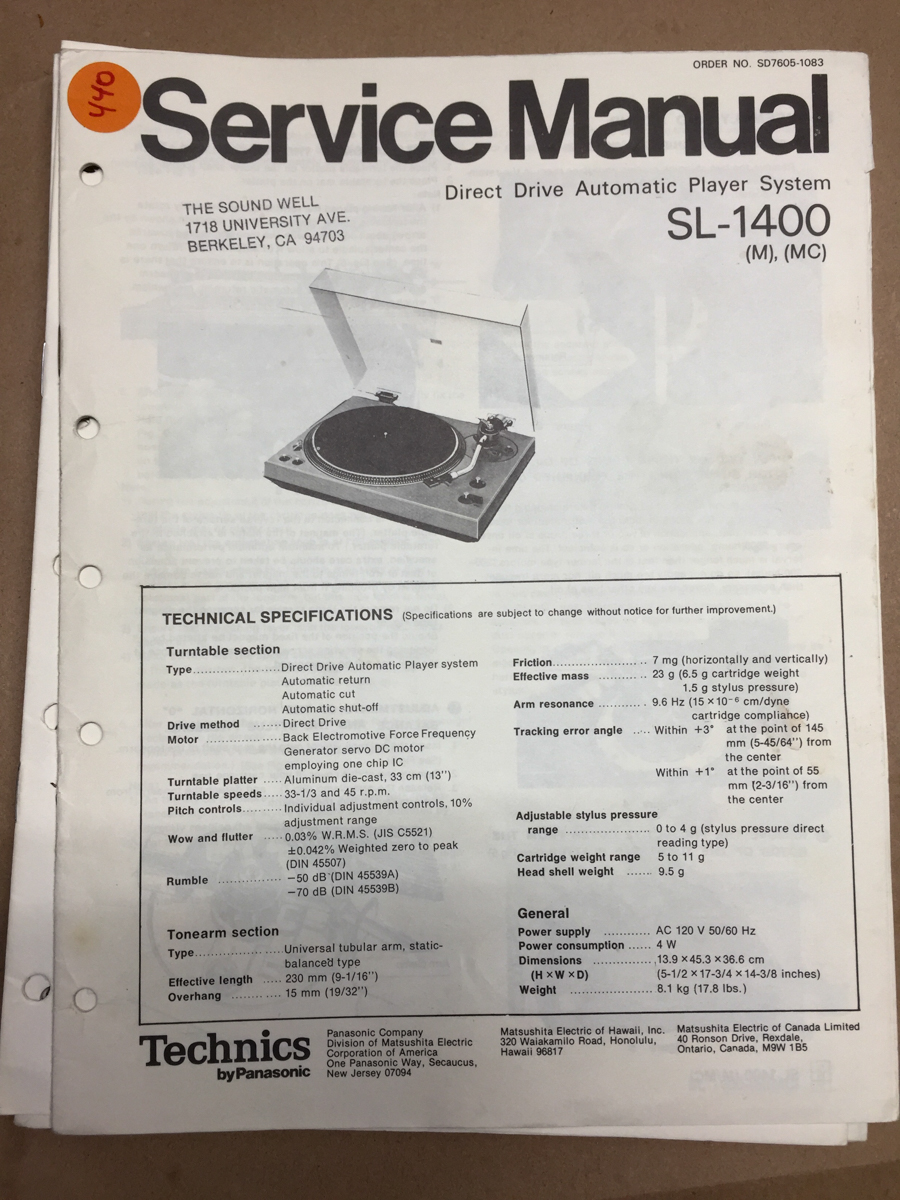 ORDER NO. SD7605-1083
440
Service Manual
Direct Drive Automatic Player System
SL-1400
(M), (MC)
THE SOUND WELL
1718 UNIVERSITY AVE.
BERKELEY, CA 94703
TECHNICAL SPECIFICATIONS (Specifications are subject to change without notice for further improvement.)
Turntable section
Type.....................Direct Drive Automatic Player system
Automatic return
Automatic cut
Automatic shut-off
Drive method .......Direct Drive
Motor ..................Back Electromotive Force Frequency
Generator servo DC motor
employing one chip IC
Turntable platter .....Aluminum die-cast, 33 cm (13'')
Turntable speeds.....33-1/3 and 45 r.p.m.
Pitch controls.........Individual adjustment controls, 10%
adjustment range
Wow and flutter .....0.03% W.R.M.S. (JIS C5521)
±0.042% Weighted zero to peak
(DIN 45507)
Rumble ...............−50 dB (DIN 45539A)
−70 dB (DIN 45539B)
Tonearm section
Type.....................Universal tubular arm, static-
balanced type
Effective length .....230 mm (9-1/16'')
Overhang ............15 mm (19/32'')
Friction........................7 mg (horizontally and vertically)
Effective mass ...........23 g (6.5 g cartridge weight
1.5 g stylus pressure)
Arm resonance ...........9.6 Hz (15×10⁻⁶ cm/dyne
cartridge compliance)
Tracking error angle .....Within +3° at the point of 145
mm (5-45/64'') from
the center
Within +1° at the point of 55
mm (2-3/16'') from
the center
Adjustable stylus pressure
range .....................0 to 4 g (stylus pressure direct
reading type)
Cartridge weight range 5 to 11 g
Head shell weight ......9.5 g
General
Power supply ............AC 120 V 50/60 Hz
Power consumption ......4 W
Dimensions ...............13.9×45.3×36.6 cm
(H×W×D) (5-1/2×17-3/4×14-3/8 inches)
Weight .....................8.1 kg (17.8 lbs.)
Technics
by Panasonic
Panasonic Company
Division of Matsushita Electric
Corporation of America
One Panasonic Way, Secaucus,
New Jersey 07094
Matsushita Electric of Hawaii, Inc.
320 Waiakamilo Road, Honolulu,
Hawaii 96817
Matsushita Electric of Canada Limited
40 Ronson Drive, Rexdale,
Ontario, Canada, M9W 1B5